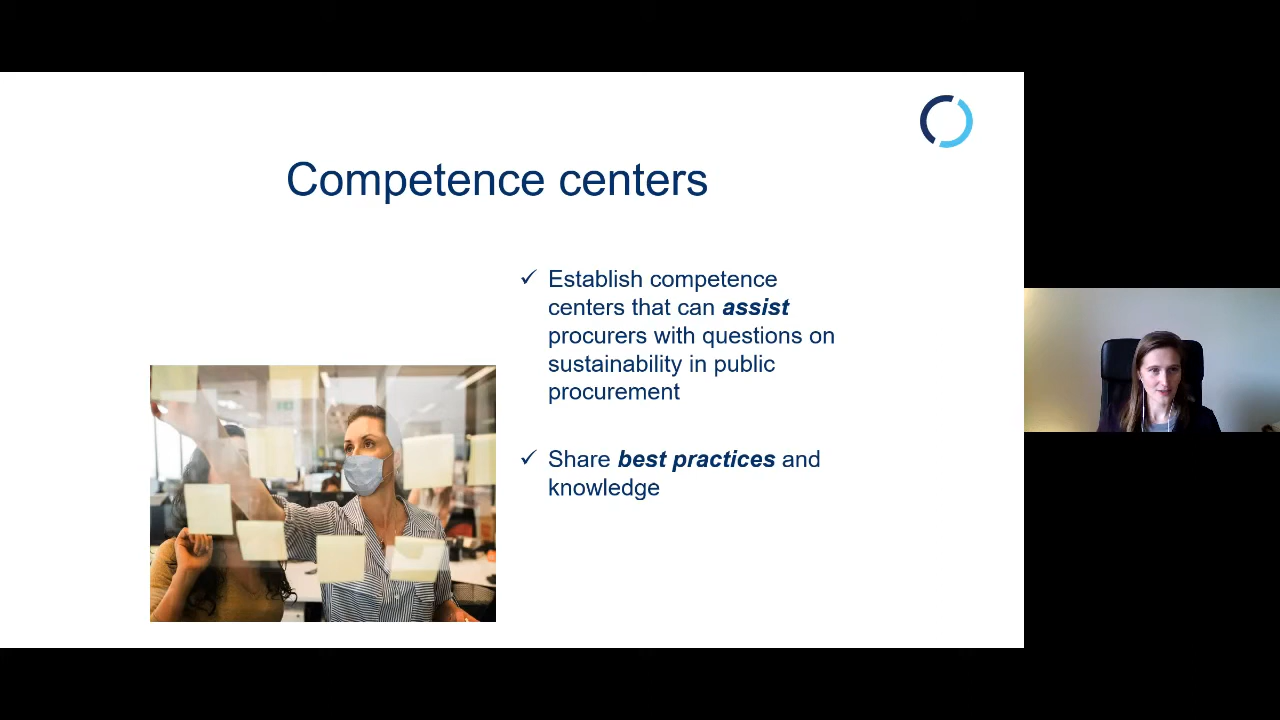 Competence centers
✓ Establish competence
centers that can assist
procurers with questions on
sustainability in public
procurement
✓ Share best practices and
knowledge